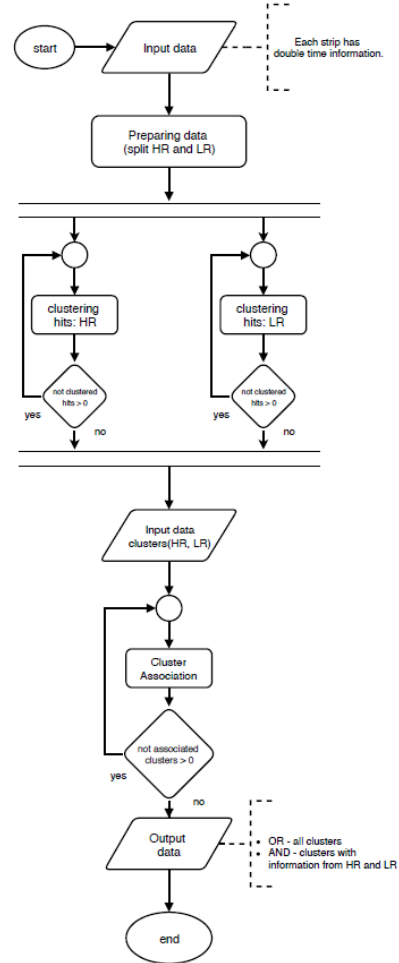 start
Input data
Each strip has
double time information.
Preparing data
(split HR and LR)
clustering
hits: HR
clustering
hits: LR
not clustered
hits > 0
not clustered
hits > 0
yes
no
yes
no
Input data
clusters(HR, LR)
Cluster
Association
not associated
clusters > 0
yes
no
Output
data
• OR - all clusters
• AND - clusters with
information from HR and LR
end